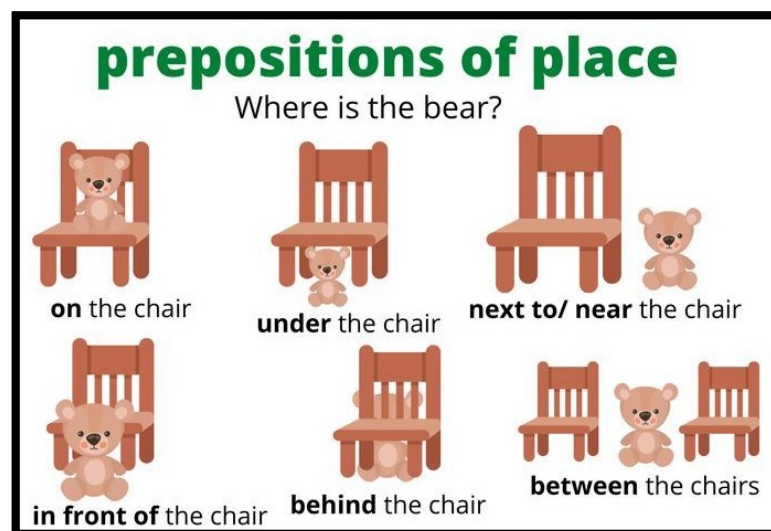 prepositions of place
Where is the bear?
on the chair
under the chair
next to/ near the chair
in front of the chair
behind the chair
between the chairs